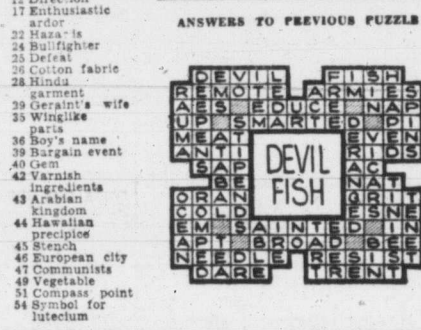 12 Direction
17 Enthusiastic
ardor
22 Hazards
24 Bullfighter
25 Defeat
26 Cotton fabric
28 Hindu
garment
29 Geraint's wife
35 Winglike
parts
36 Boy's name
39 Bargain event
40 Gem
42 Varnish
ingredients
43 Arabian
kingdom
44 Hawaiian
precipice
45 Stench
46 European city
47 Communists
49 Vegetable
51 Compass point
54 Symbol for
lutecium
ANSWERS TO PREVIOUS PUZZLE
DEVIL FISH
REMOTE ARMIES
AES EDUCE NAP
UP SMARTED PI
MEAT EVEN
ANTI RIDS
SAP AC
BE NAT
ORAN GRIT
COLD ESNE
EM SAINTED IN
APT BROAD BEE
NEEDLE RESIST
DARE TRENT
DEVIL
FISH